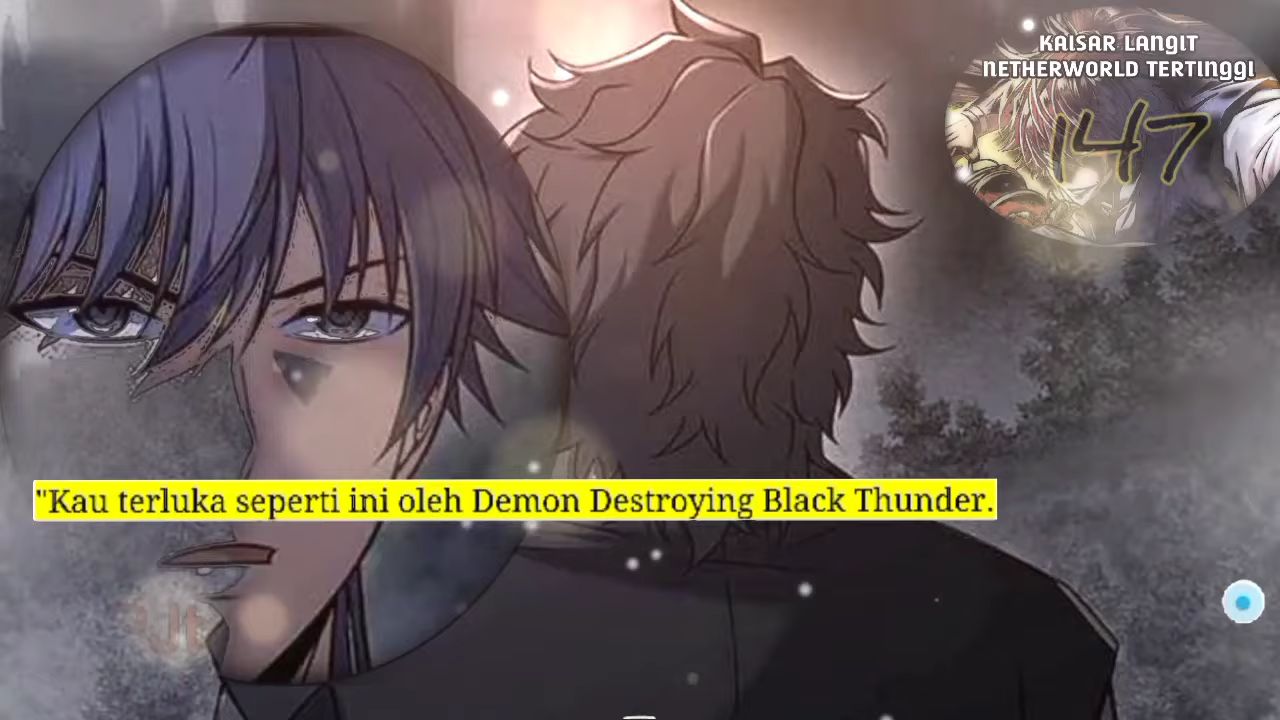 KAISAR LANGIT
NETHERWORLD TERTINGGI
147
"Kau terluka seperti ini oleh Demon Destroying Black Thunder.